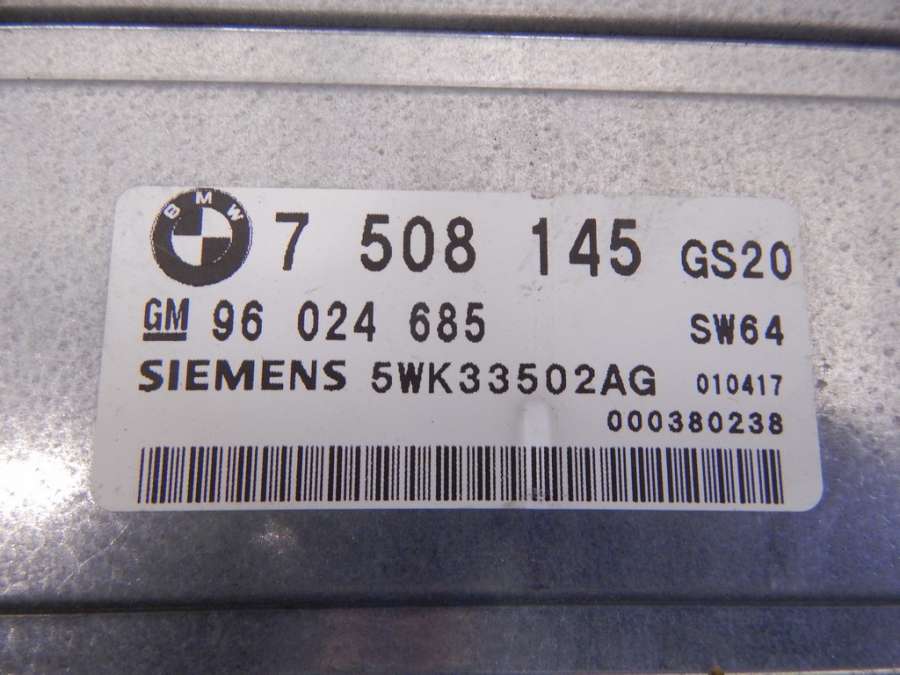 BMW 7 508 145 GS20
GM 96 024 685 SW64
SIEMENS 5WK33502AG 010417
000380238